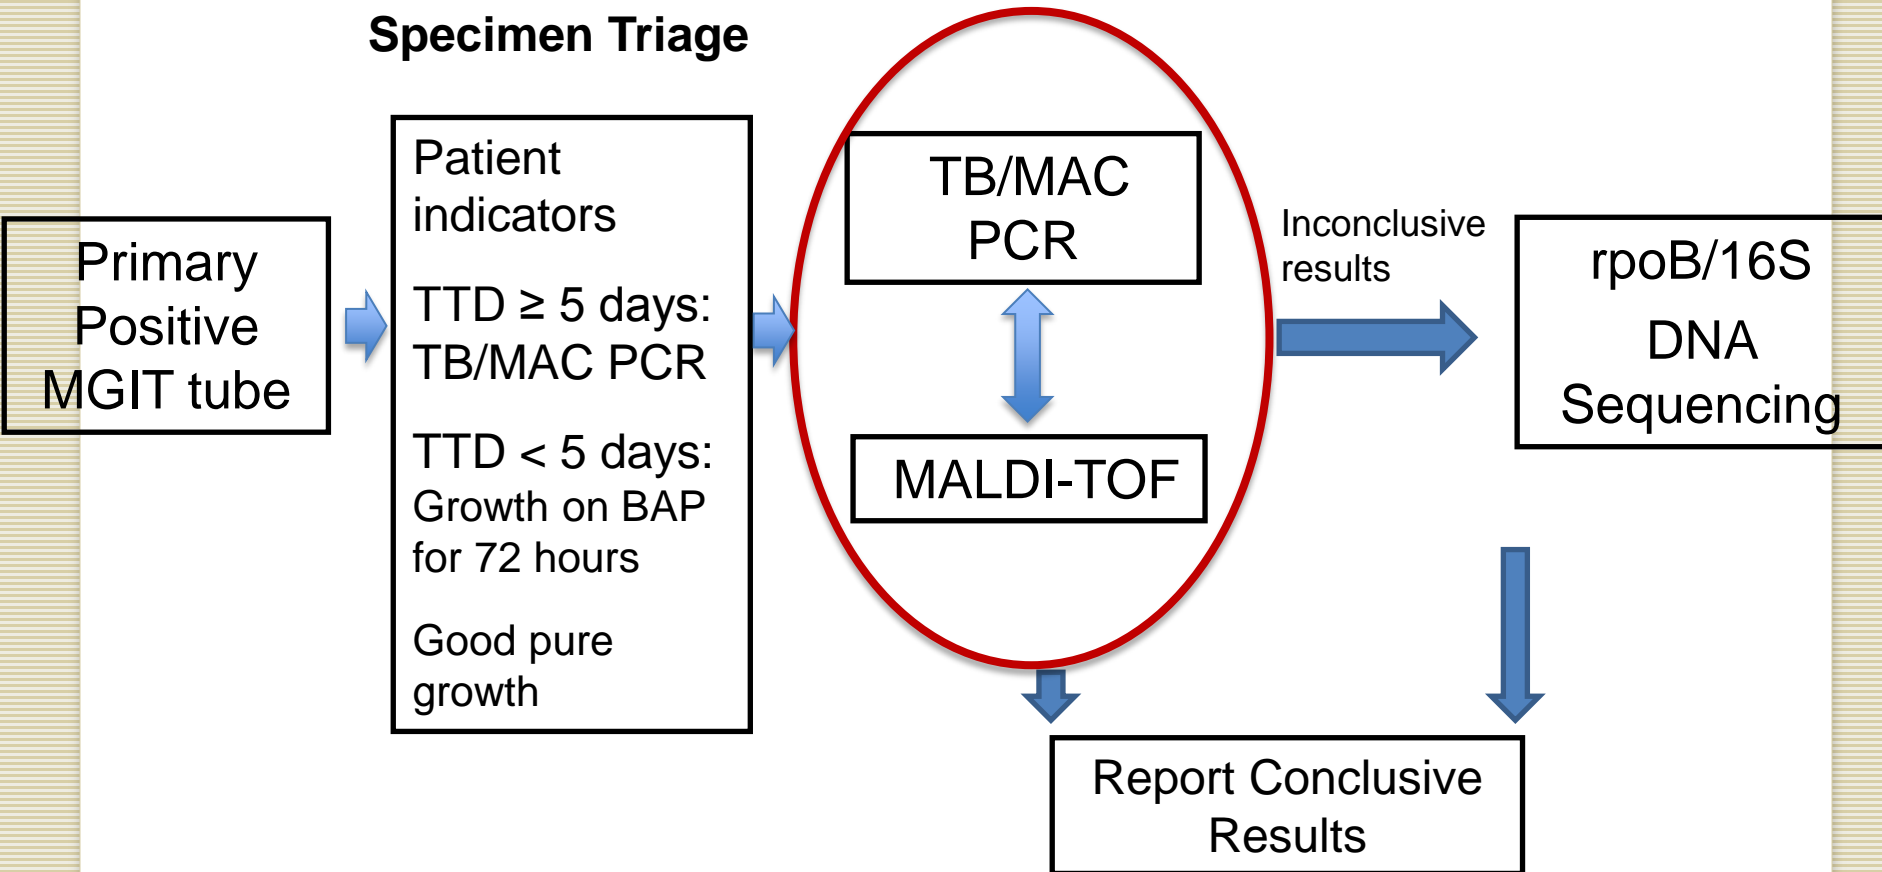 Specimen Triage
Primary
Positive
MGIT tube
Patient
indicators
TTD ≥ 5 days:
TB/MAC PCR
TTD < 5 days:
Growth on BAP
for 72 hours
Good pure
growth
TB/MAC
PCR
MALDI-TOF
Inconclusive
results
rpoB/16S
DNA
Sequencing
Report Conclusive
Results